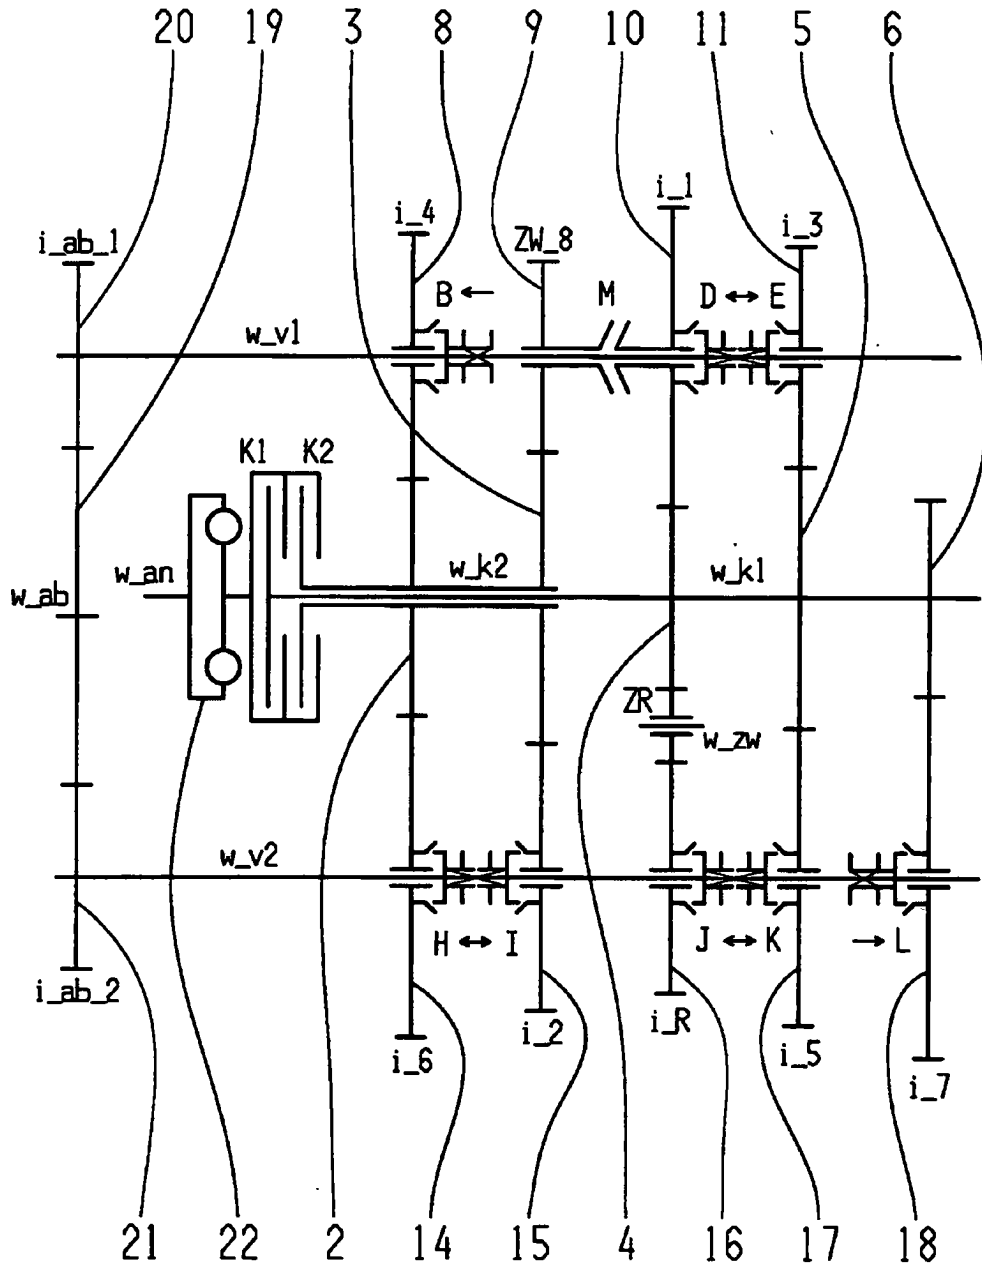 20 19 3 8 9 10 11 5 6
i_1
i_4 i_3
i_ab_1 ZW_8
B ← M D ↔ E
w_v1
K1 K2
w_an w_k2 w_k1
w_ab
ZR
w_zw
w_v2
H ↔ I J ↔ K → L
i_ab_2 i_2 i_R
i_6 i_5
i_7
21 22 2 14 15 4 16 17 18